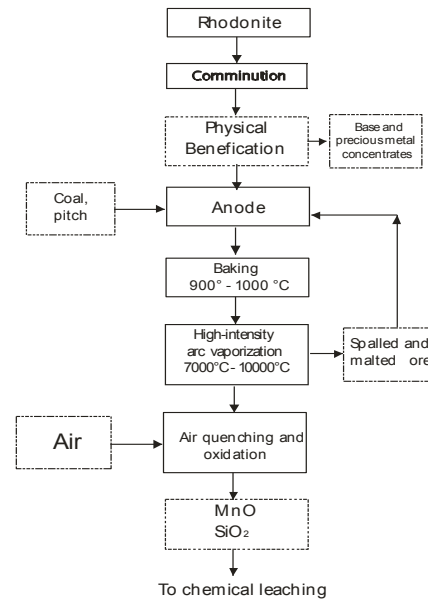 Rhodonite
Comminution
Physical
Benefication
Base and
precious metal
concentrates
Coal,
pitch
Anode
Baking
900° - 1000 °C
High-intensity
arc vaporization
7000°C - 10000°C
Spalled and
malted ore
Air
Air quenching and
oxidation
MnO
SiO₂
To chemical leaching